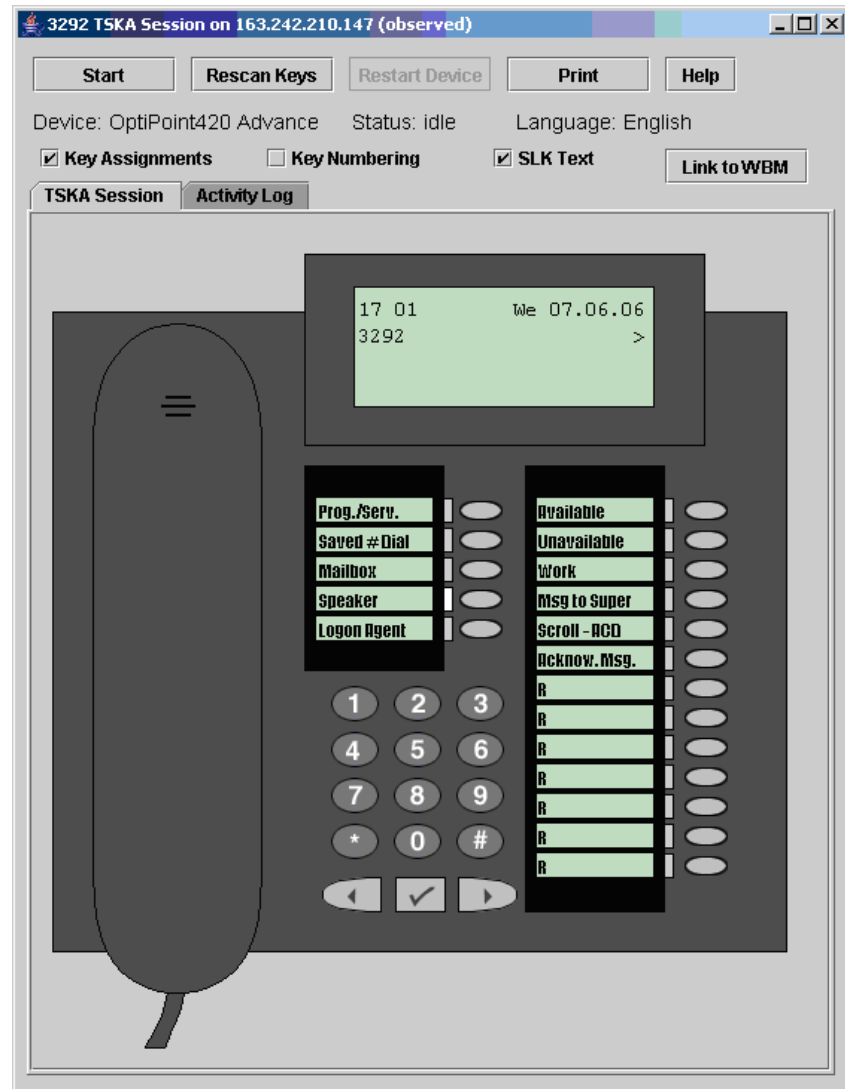 3292 TSKA Session on 163.242.210.147 (observed)
Start Rescan Keys Restart Device Print Help
Device: OptiPoint420 Advance Status: idle Language: English
Key Assignments Key Numbering SLK Text Link to WBM
TSKA Session Activity Log
17 01 We 07.06.06
3292 >
Prog./Serv.
Saved # Dial
Mailbox
Speaker
Logon Agent
Available
Unavailable
Work
Msg to Super
Scroll - ACD
Acknow. Msg.
R
R
R
R
R
R
R
1 2 3
4 5 6
7 8 9
* 0 #